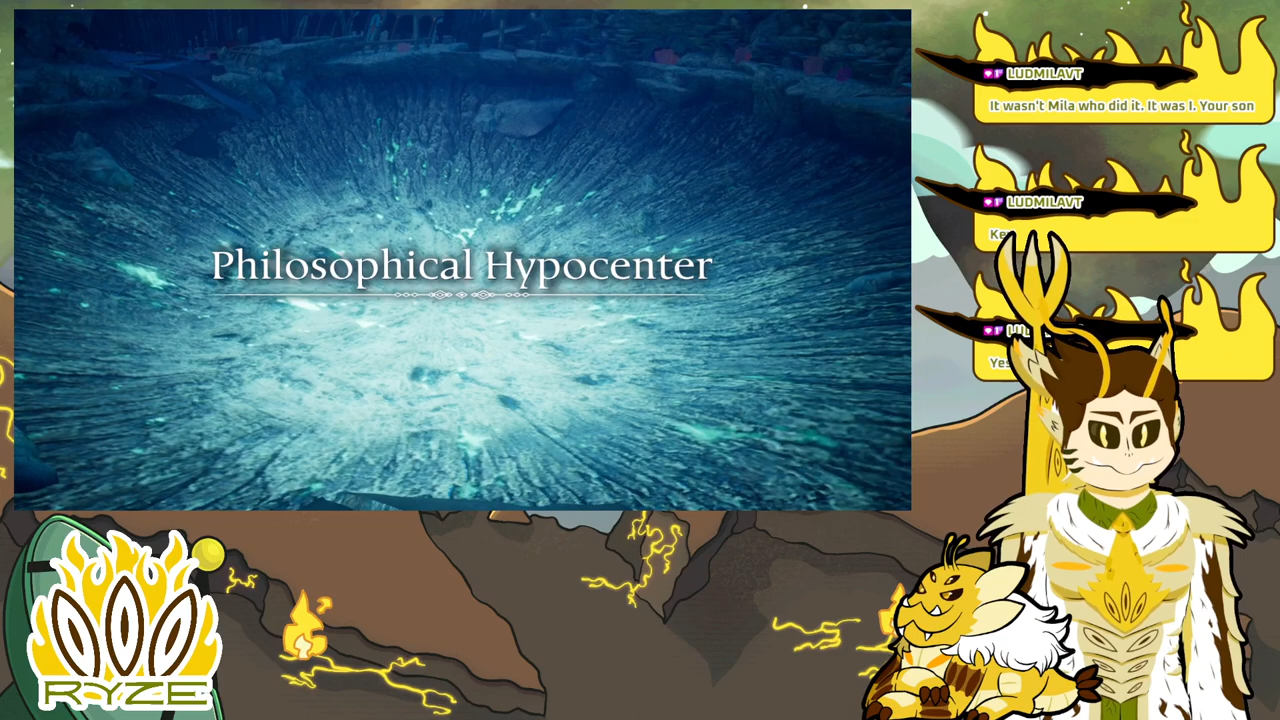 Philosophical Hypocenter
LUDMILAVT
It wasn't Mila who did it. It was I. Your son
LUDMILAVT
RYZE